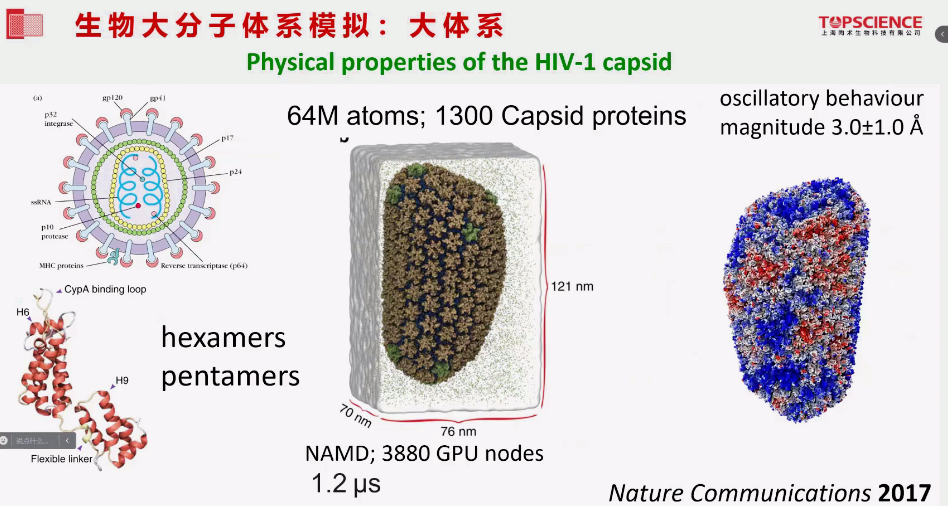 生物大分子体系模拟：大体系
TOPSCIENCE
上海陶术生物科技有限公司
Physical properties of the HIV-1 capsid
(a)
gp120
gp41
p32
integrase
p17
p24
ssRNA
p10
protease
MHC proteins
Reverse transcriptase (p64)
64M atoms; 1300 Capsid proteins
oscillatory behaviour
magnitude 3.0±1.0 Å
CypA binding loop
H6
H9
Flexible linker
说点什么...
hexamers
pentamers
121 nm
70 nm
76 nm
NAMD; 3880 GPU nodes
1.2 μs
Nature Communications 2017